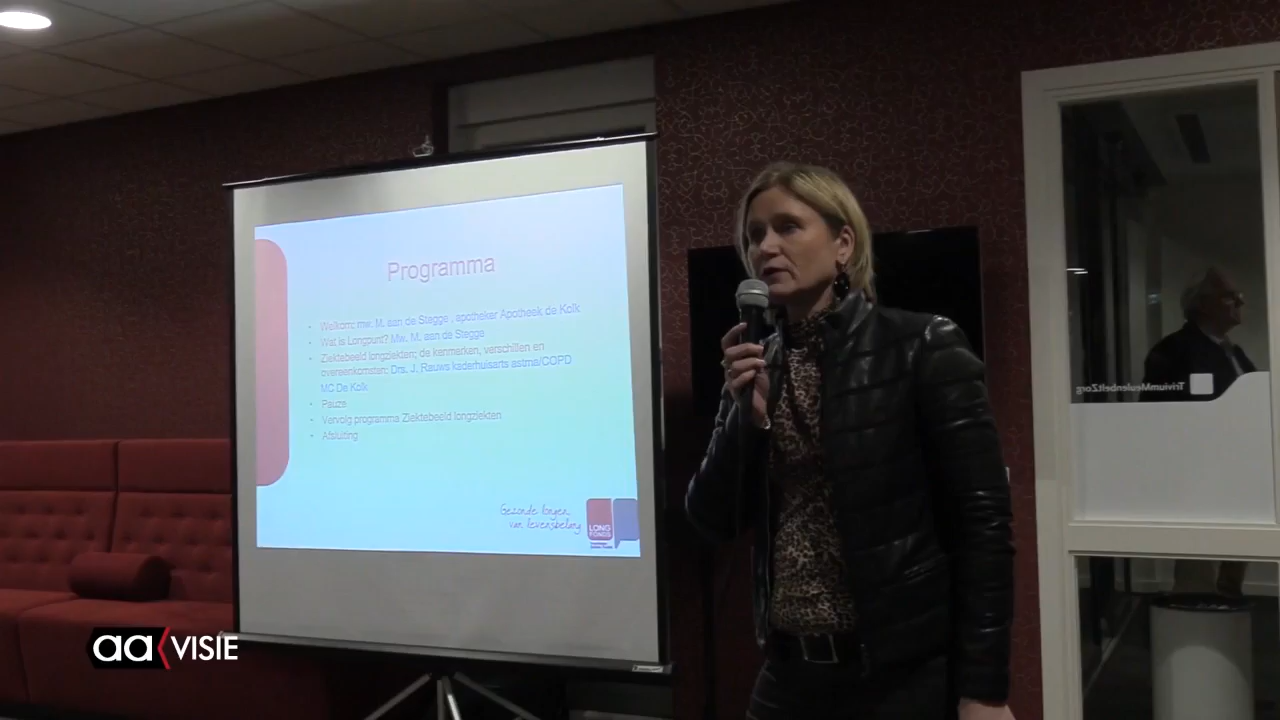 Programma
• Welkom: mw. M. aan de Stegge , apotheker Apotheek de Kolk
• Wat is Longpunt? Mw. M. aan de Stegge
• Ziektebeeld longziekten; de kenmerken, verschillen en
overeenkomsten; Drs. J. Rauws kaderhuisarts astma/COPD
MC De Kolk
• Pauze
• Vervolg programma Ziektebeeld longziekten
• Afsluiting
Gezonde longen,
van levensbelang
LONG
FONDS
TriviumMeulenbeltZorg
aa VISIE